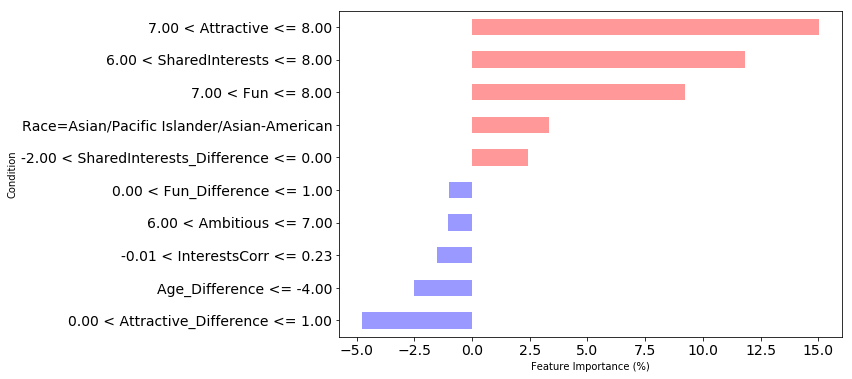 7.00 < Attractive <= 8.00
6.00 < SharedInterests <= 8.00
7.00 < Fun <= 8.00
Race=Asian/Pacific Islander/Asian-American
-2.00 < SharedInterests_Difference <= 0.00
0.00 < Fun_Difference <= 1.00
6.00 < Ambitious <= 7.00
-0.01 < InterestsCorr <= 0.23
Age_Difference <= -4.00
0.00 < Attractive_Difference <= 1.00
Condition
−5.0 −2.5 0.0 2.5 5.0 7.5 10.0 12.5 15.0
Feature Importance (%)